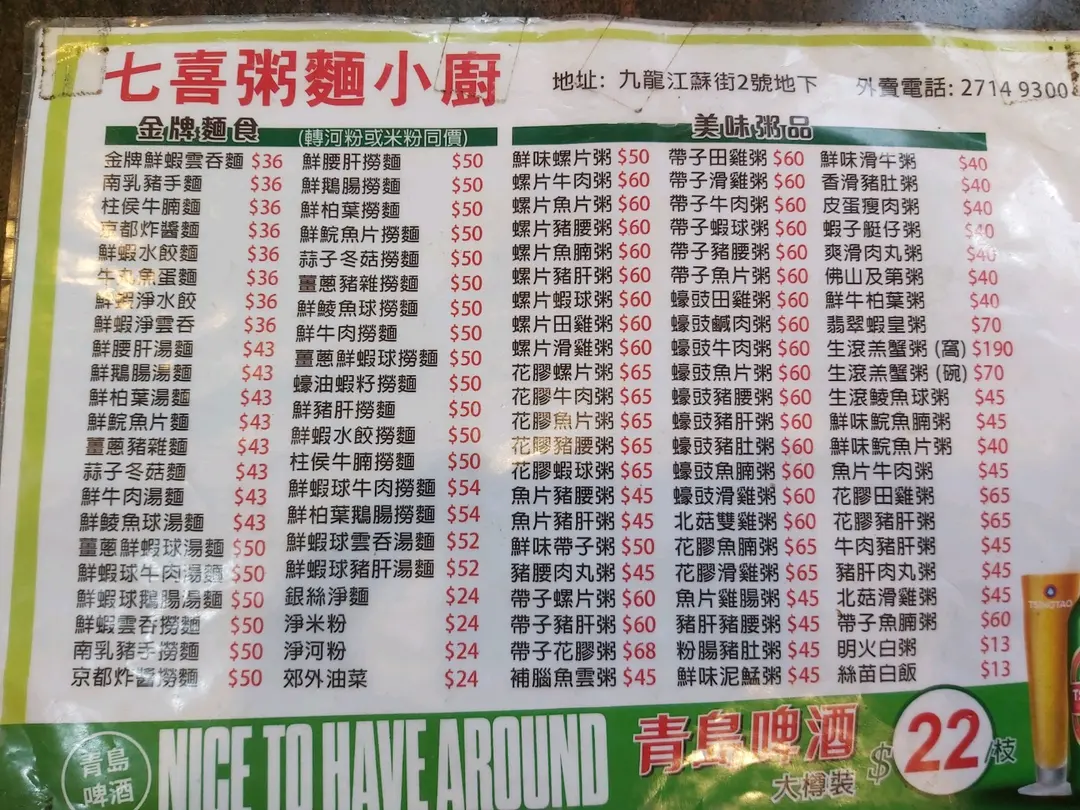 七喜粥麵小廚
地址: 九龍江蘇街2號地下
外賣電話: 2714 9300
金牌麵食
(轉河粉或米粉同價)
金牌鮮蝦雲吞麵 $36
南乳豬手麵 $36
柱侯牛腩麵 $36
京都炸醬麵 $36
鮮蝦水餃麵 $36
牛丸魚蛋麵 $36
鮮蝦淨水餃 $36
鮮蝦淨雲吞 $36
鮮腰肝湯麵 $43
鮮鵝腸湯麵 $43
鮮柏葉湯麵 $43
鮮鯇魚片麵 $43
薑蔥豬雜麵 $43
蒜子冬菇麵 $43
鮮牛肉湯麵 $43
鮮鯪魚球湯麵 $43
薑蔥鮮蝦球湯麵 $50
鮮蝦球牛肉湯麵 $50
鮮蝦球鵝腸湯麵 $50
鮮蝦雲吞撈麵 $50
南乳豬手撈麵 $50
京都炸醬撈麵 $50
鮮腰肝撈麵 $50
鮮鵝腸撈麵 $50
鮮柏葉撈麵 $50
鮮鯇魚片撈麵 $50
蒜子冬菇撈麵 $50
薑蔥豬雜撈麵 $50
鮮鯪魚球撈麵 $50
鮮牛肉撈麵 $50
薑蔥鮮蝦球撈麵 $50
蠔油蝦籽撈麵 $50
鮮豬肝撈麵 $50
鮮蝦水餃撈麵 $50
柱侯牛腩撈麵 $50
鮮蝦球牛肉撈麵 $54
鮮柏葉鵝腸撈麵 $54
鮮蝦球雲吞湯麵 $52
鮮蝦球豬肝湯麵 $52
銀絲淨麵 $24
淨米粉 $24
淨河粉 $24
郊外油菜 $24
美味粥品
鮮味螺片粥 $50
螺片牛肉粥 $60
螺片魚片粥 $60
螺片豬腰粥 $60
螺片魚腩粥 $60
螺片豬肝粥 $60
螺片蝦球粥 $60
螺片田雞粥 $60
螺片滑雞粥 $60
花膠螺片粥 $65
花膠牛肉粥 $65
花膠魚片粥 $65
花膠豬腰粥 $65
花膠蝦球粥 $65
魚片豬腰粥 $45
魚片豬肝粥 $45
鮮味帶子粥 $50
豬腰肉丸粥 $45
帶子螺片粥 $60
帶子豬肝粥 $60
帶子花膠粥 $68
補腦魚雲粥 $45
帶子田雞粥 $60
帶子滑雞粥 $60
帶子牛肉粥 $60
帶子蝦球粥 $60
帶子豬腰粥 $60
帶子魚片粥 $60
蠔豉田雞粥 $60
蠔豉鹹肉粥 $60
蠔豉牛肉粥 $60
蠔豉魚片粥 $60
蠔豉豬腰粥 $60
蠔豉豬肝粥 $60
蠔豉豬肚粥 $60
蠔豉魚腩粥 $60
蠔豉滑雞粥 $60
北菇雙雞粥 $60
花膠魚腩粥 $65
花膠滑雞粥 $65
魚片雞腸粥 $45
豬肝豬腰粥 $45
粉腸豬肚粥 $45
鮮味泥鯭粥 $45
鮮味滑牛粥 $40
香滑豬肚粥 $40
皮蛋瘦肉粥 $40
蝦子艇仔粥 $40
爽滑肉丸粥 $40
佛山及第粥 $40
鮮牛柏葉粥 $40
翡翠蝦皇粥 $70
生滾羔蟹粥 (窩) $190
生滾羔蟹粥 (碗) $70
生滾鯪魚球粥 $45
鮮味鯇魚腩粥 $45
鮮味鯇魚片粥 $40
魚片牛肉粥 $45
花膠田雞粥 $65
花膠豬肝粥 $65
牛肉豬肝粥 $45
豬肝肉丸粥 $45
北菇滑雞粥 $45
帶子魚腩粥 $60
明火白粥 $13
絲苗白飯 $13
TSINGTAO
青島
啤酒
NICE TO HAVE AROUND
青島啤酒
大樽裝
$22/枝